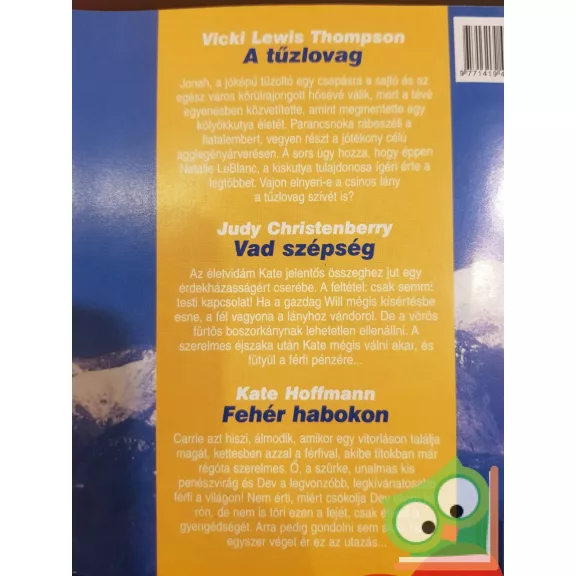 Vicki Lewis Thompson
A tűzlovag
Jonah, a jóképű tűzoltó egy csapásra a sajtó és az
egész város körülrajongott hősévé válik, mert a tévé
egyenesben közvetítette, amint megmentette egy
kölyökkutya életét. Parancsnoka rábeszéli a
fiatalembert, vegyen részt a jótékony célú
agglegényárverésen. A sors úgy hozza, hogy éppen
Natalie LeBlanc, a kiskutya tulajdonosa ígéri érte a
legtöbbet. Vajon elnyeri-e a csinos lány
a tűzlovag szívét is?
Judy Christenberry
Vad szépség
Az életvidám Kate jelentős összeghez jut egy
érdekházasságért cserébe. A feltétel: csak semmi
testi kapcsolat! Ha a gazdag Will mégis kísértésbe
esne, a fél vagyona a lányhoz vándorol. De a vörös
fürtös boszorkánynak lehetetlen ellenállni. A
szerelmes éjszaka után Kate mégis válni akar, és
fütyül a férfi pénzére...
Kate Hoffmann
Fehér habokon
Carrie azt hiszi, álmodik, amikor egy vitorláson találja
magát, kettesben azzal a férfival, akibe titokban már
régóta szerelmes. Ő, a szürke, unalmas kis
penészvirág és Dev a legvonzóbb, legkívánatosabb
férfi a világon! Nem érti, miért csókolja Dev
rón, de nem is töri ezen a fejét, csak
gyengédségét. Arra pedig gondolni sem
egyszer véget ér ez az utazás...
9 771419 4